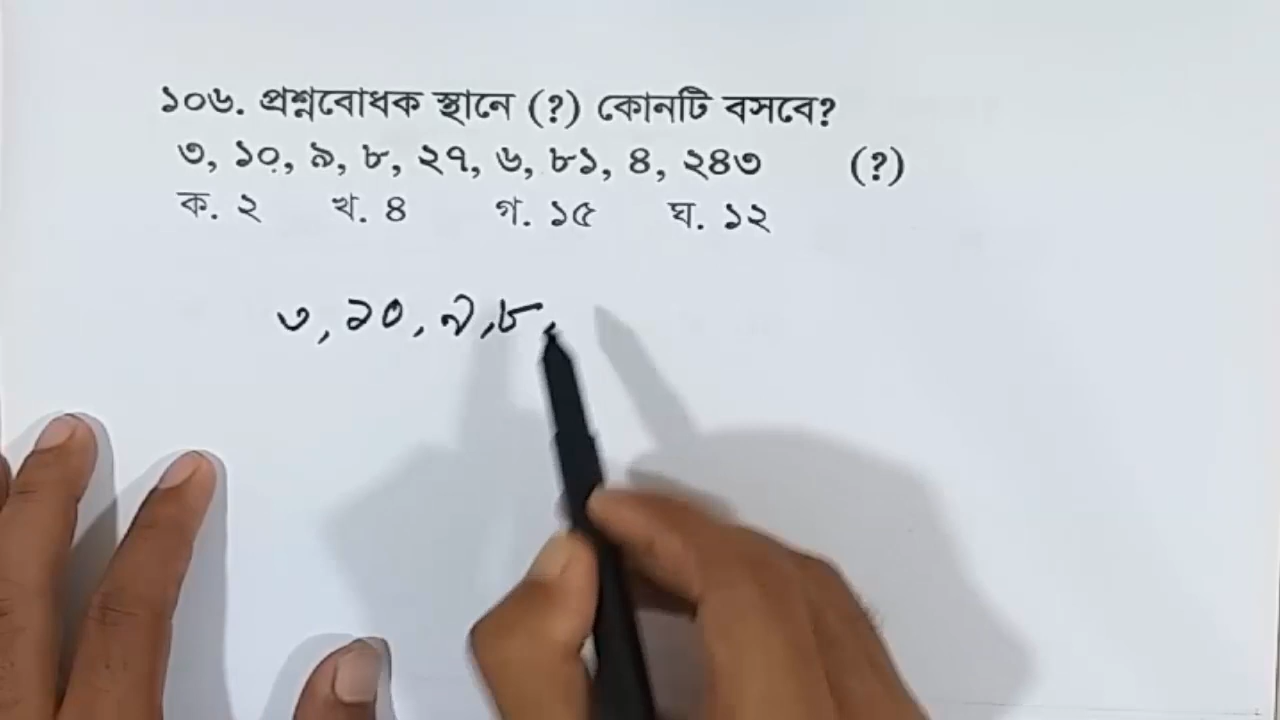 ১০৬. প্রশ্নবোধক স্থানে (?) কোনটি বসবে?
৩, ১০, ৯, ৮, ২৭, ৬, ৮১, ৪, ২৪৩ (?)
ক. ২ খ. ৪ গ. ১৫ ঘ. ১২
৩, ১০, ৯, ৮,